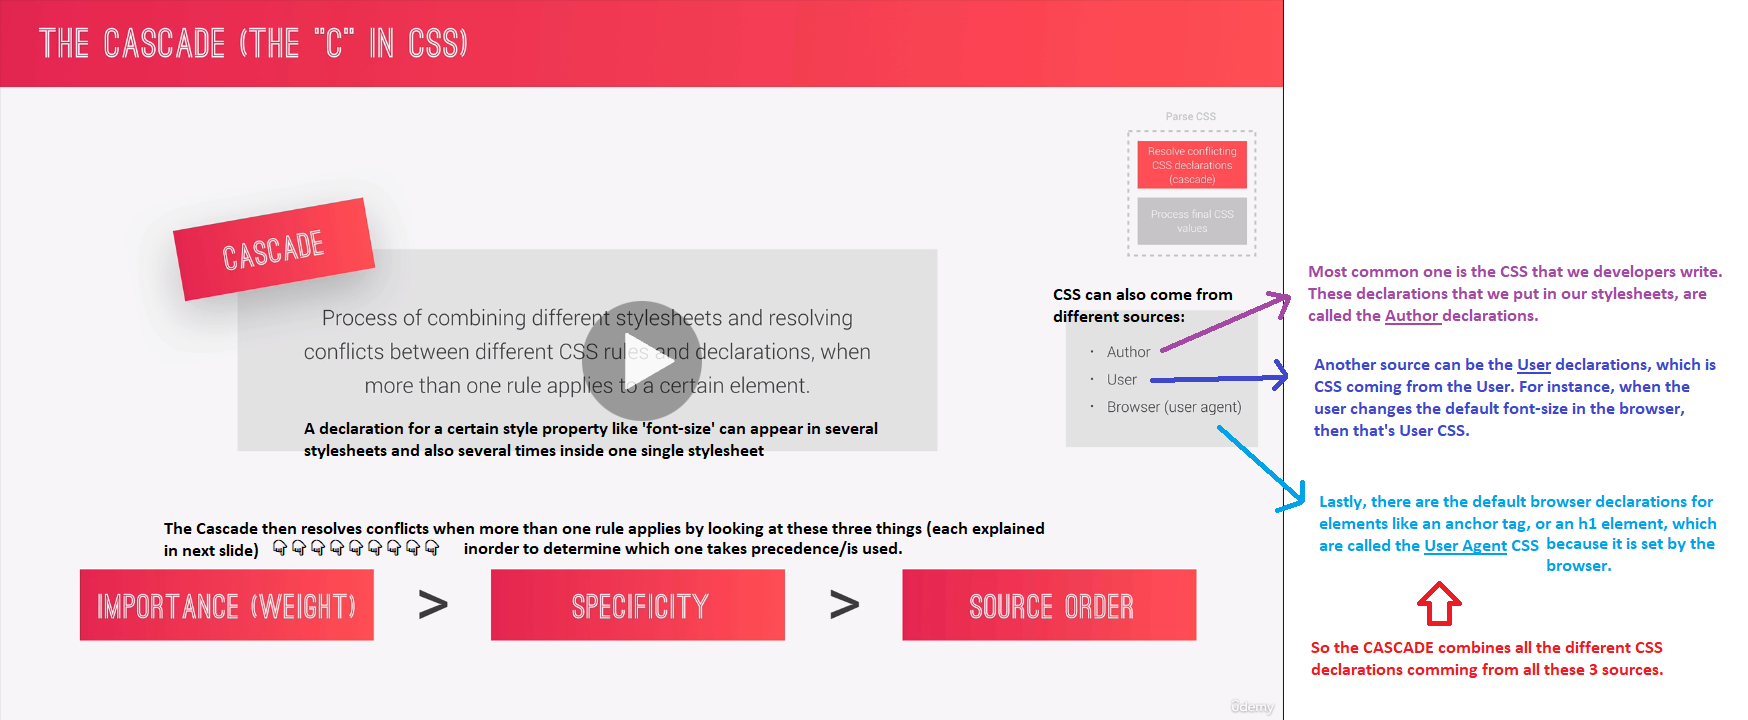 THE CASCADE (THE "C" IN CSS)
Parse CSS
Resolve conflicting
CSS declarations
(cascade)
Process final CSS
values
CASCADE
Process of combining different stylesheets and resolving
conflicts between different CSS rules and declarations, when
more than one rule applies to a certain element.
A declaration for a certain style property like 'font-size' can appear in several
stylesheets and also several times inside one single stylesheet
CSS can also come from
different sources:
· Author
· User
· Browser (user agent)
Most common one is the CSS that we developers write.
These declarations that we put in our stylesheets, are
called the Author declarations.
Another source can be the User declarations, which is
CSS coming from the User. For instance, when the
user changes the default font-size in the browser,
then that's User CSS.
Lastly, there are the default browser declarations for
elements like an anchor tag, or an h1 element, which
are called the User Agent CSS because it is set by the
browser.
So the CASCADE combines all the different CSS
declarations comming from all these 3 sources.
The Cascade then resolves conflicts when more than one rule applies by looking at these three things (each explained
in next slide) 👇👇👇👇👇👇👇👇👇 inorder to determine which one takes precedence/is used.
IMPORTANCE (WEIGHT) > SPECIFICITY > SOURCE ORDER
ûdemy